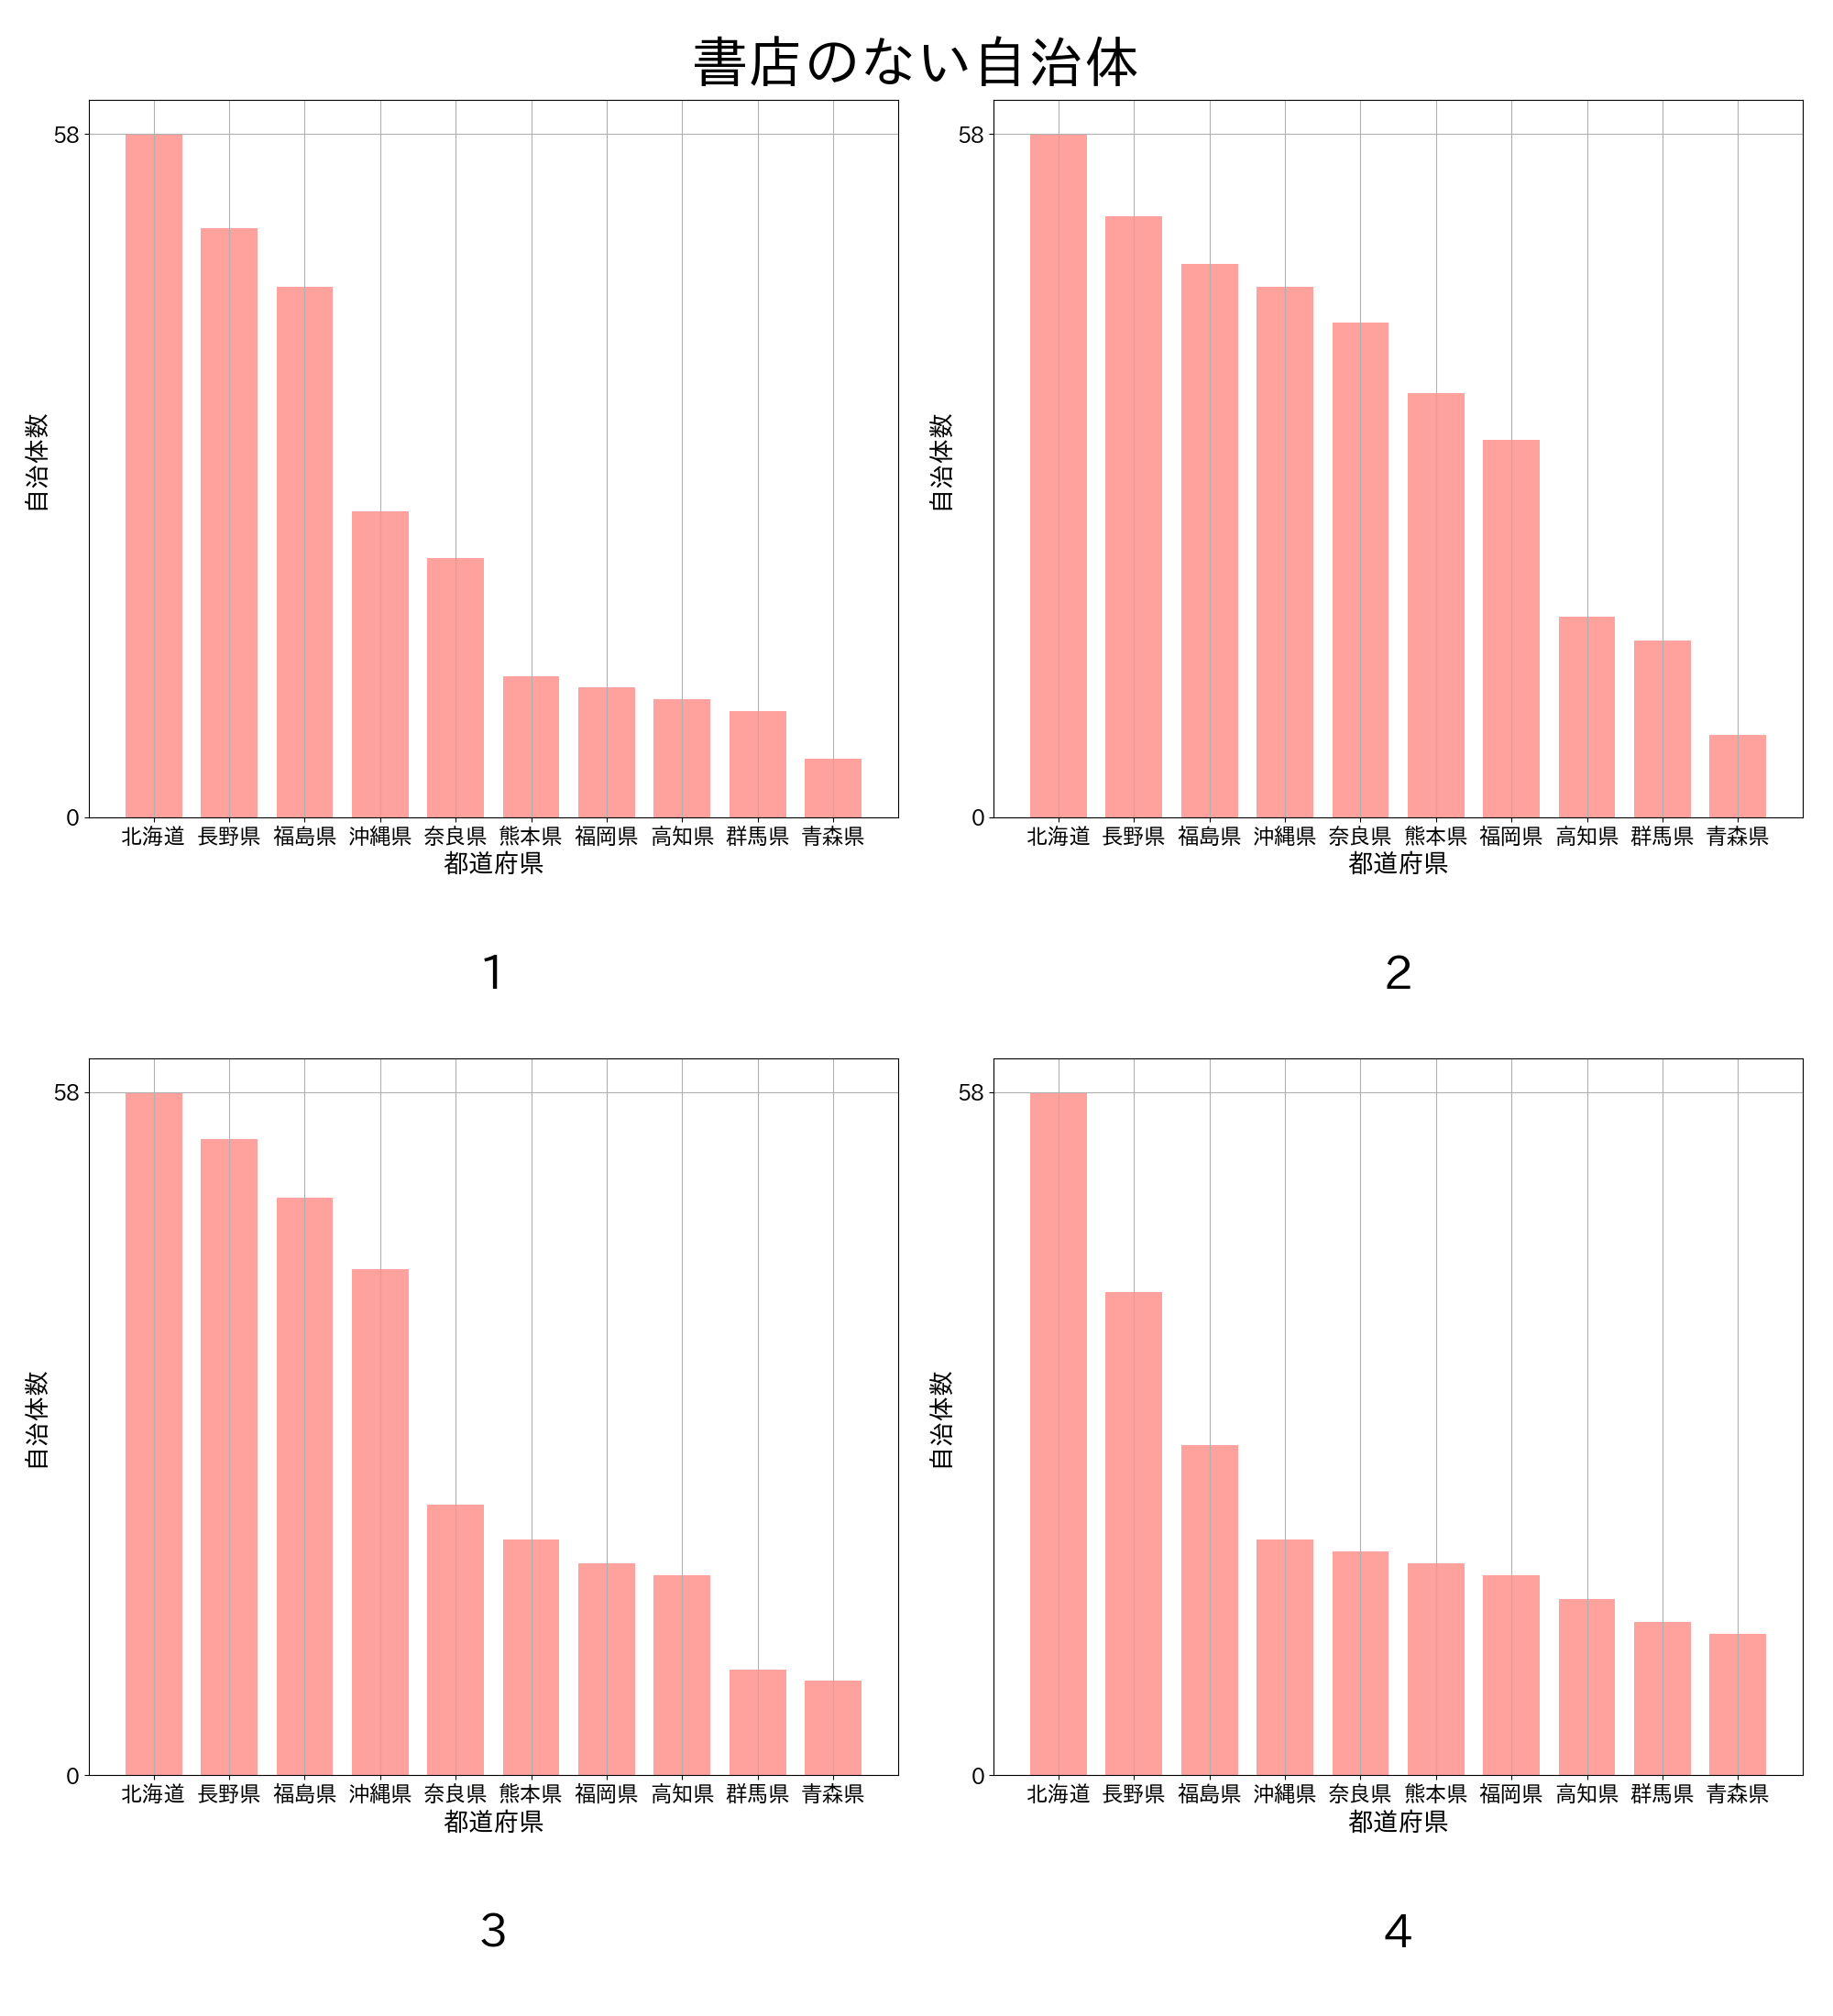 書店のない自治体
58
0
自治体数
北海道 長野県 福島県 沖縄県 奈良県 熊本県 福岡県 高知県 群馬県 青森県
都道府県
1
58
0
自治体数
北海道 長野県 福島県 沖縄県 奈良県 熊本県 福岡県 高知県 群馬県 青森県
都道府県
2
58
0
自治体数
北海道 長野県 福島県 沖縄県 奈良県 熊本県 福岡県 高知県 群馬県 青森県
都道府県
3
58
0
自治体数
北海道 長野県 福島県 沖縄県 奈良県 熊本県 福岡県 高知県 群馬県 青森県
都道府県
4